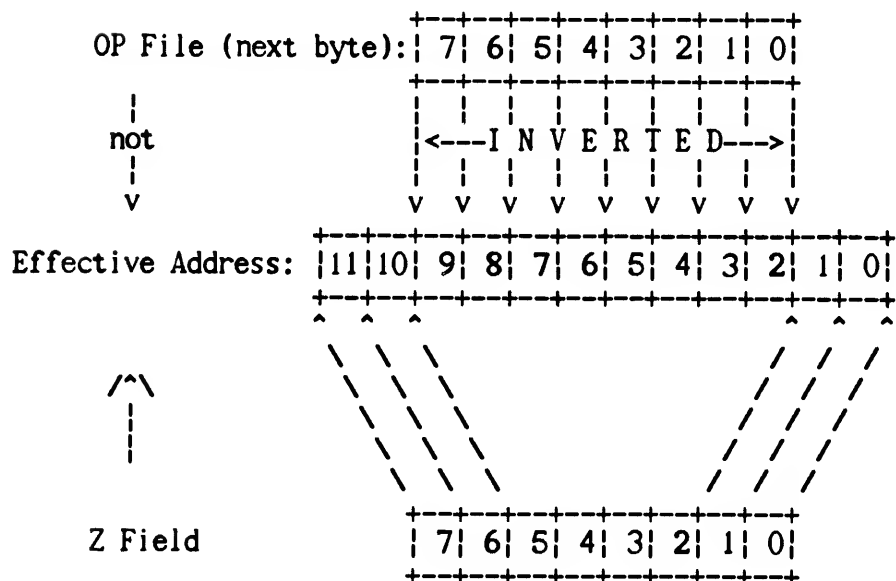 OP File (next byte): ¦ 7¦ 6¦ 5¦ 4¦ 3¦ 2¦ 1¦ 0¦
not
<---I N V E R T E D--->
v v v v v v v v v v
Effective Address: ¦11¦10¦ 9¦ 8¦ 7¦ 6¦ 5¦ 4¦ 3¦ 2¦ 1¦ 0¦
Z Field ¦ 7¦ 6¦ 5¦ 4¦ 3¦ 2¦ 1¦ 0¦